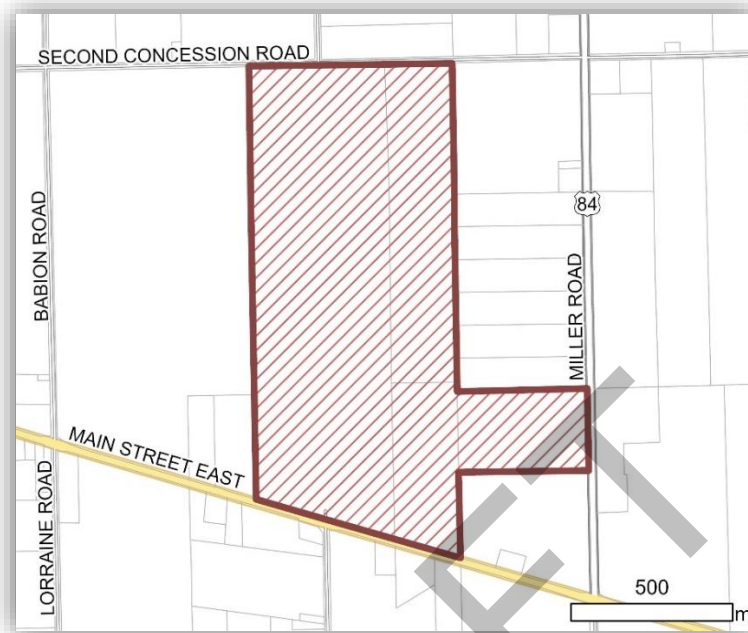 SECOND CONCESSION ROAD
BABION ROAD
84
MILLER ROAD
MAIN STREET EAST
LORRAINE ROAD
500
m